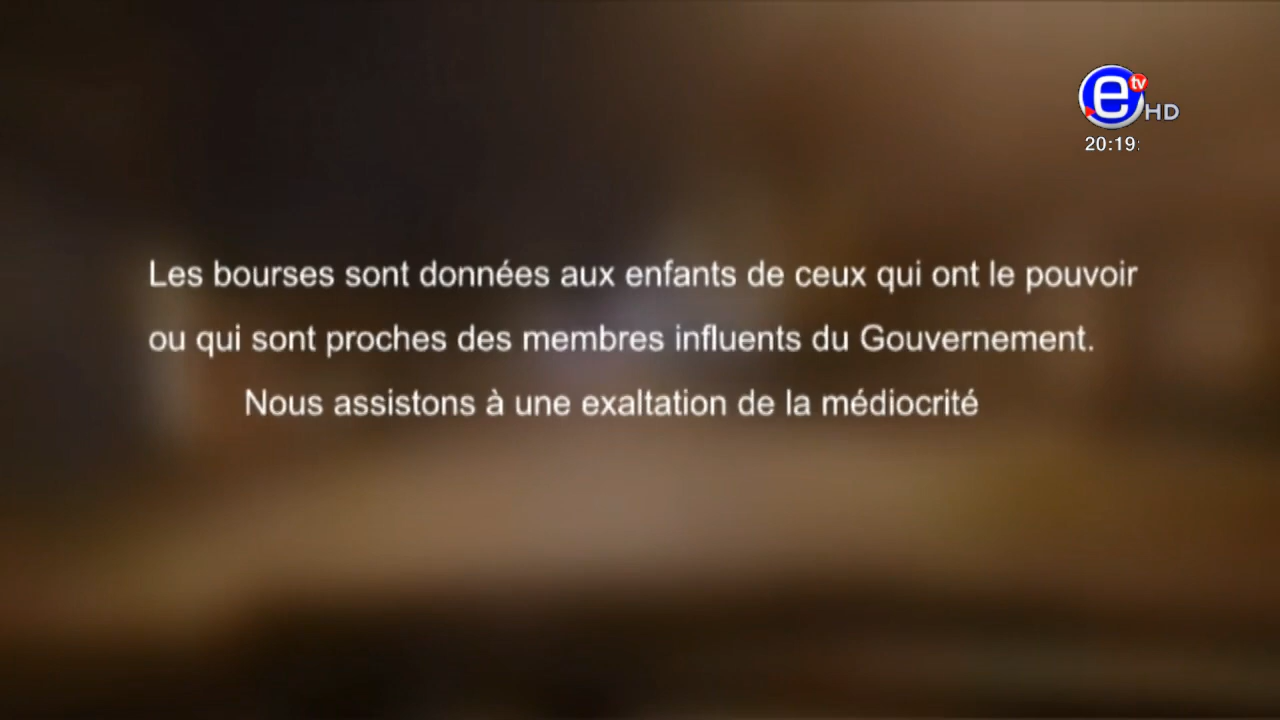 e tv HD
20:19:
Les bourses sont données aux enfants de ceux qui ont le pouvoir
ou qui sont proches des membres influents du Gouvernement.
Nous assistons à une exaltation de la médiocrité